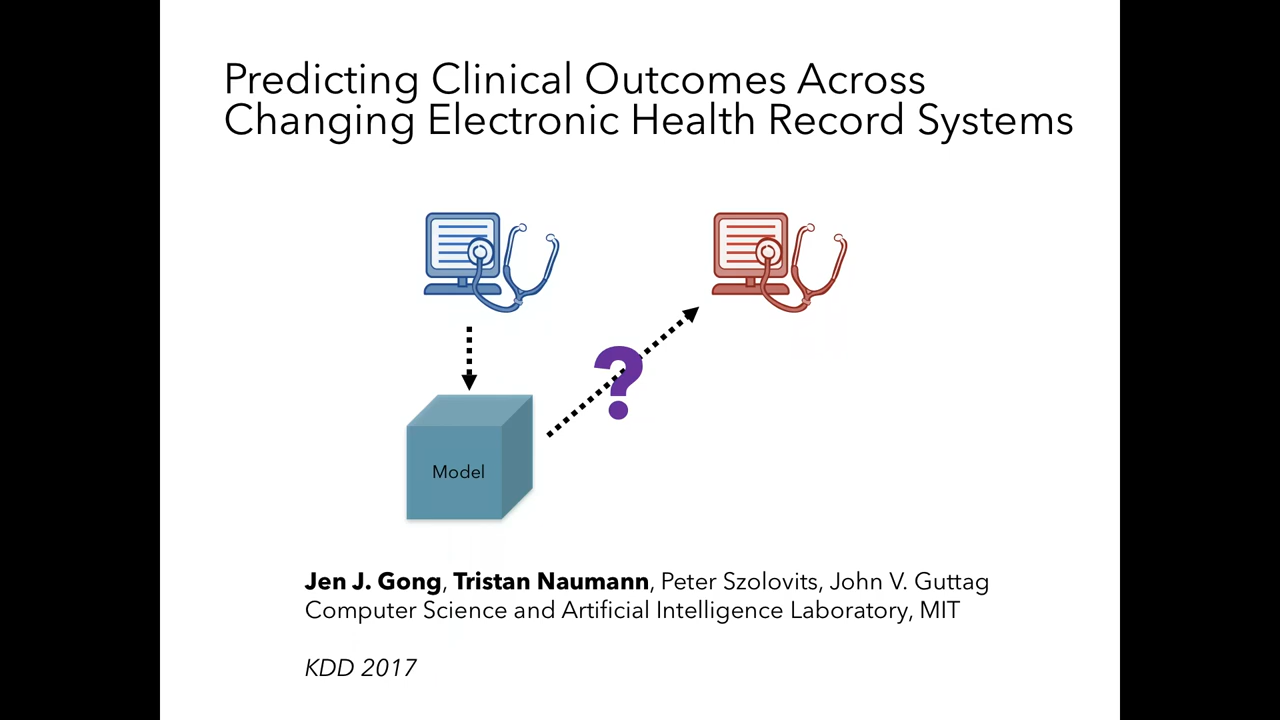 Predicting Clinical Outcomes Across
Changing Electronic Health Record Systems
?
Model
Jen J. Gong, Tristan Naumann, Peter Szolovits, John V. Guttag
Computer Science and Artificial Intelligence Laboratory, MIT
KDD 2017